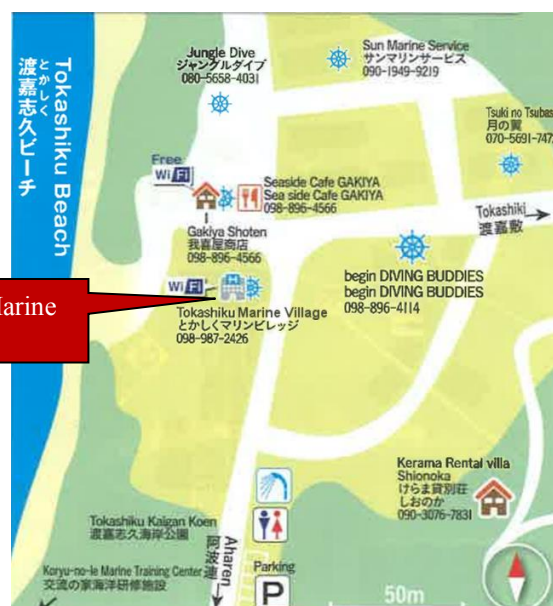 Tokashiku Beach
とかしく
渡嘉志久ビーチ
Jungle Dive
ジャングルダイブ
080-5658-4031
Sun Marine Service
サンマリンサービス
090-1949-9219
Tsuki no Tsubas
月の翼
070-5691-747
Free
Wi Fi
Seaside Cafe GAKIYA
Sea side Cafe GAKIYA
098-896-4566
Tokashiki
渡嘉敷
Gakiya Shoten
我喜屋商店
098-896-4566
begin DIVING BUDDIES
begin DIVING BUDDIES
098-896-4114
Marine
Wi Fi
H
Tokashiku Marine Village
とかしくマリンビレッジ
098-987-2426
Kerama Rental villa
Shionoka
けらま貸別荘
しおのか
090-3076-7831
Tokashiku Kaigan Koen
渡嘉志久海岸公園
Aharen
阿波連
Koryu-no-Ie Marine Training Center
交流の家海洋研修施設
Parking
P
50m